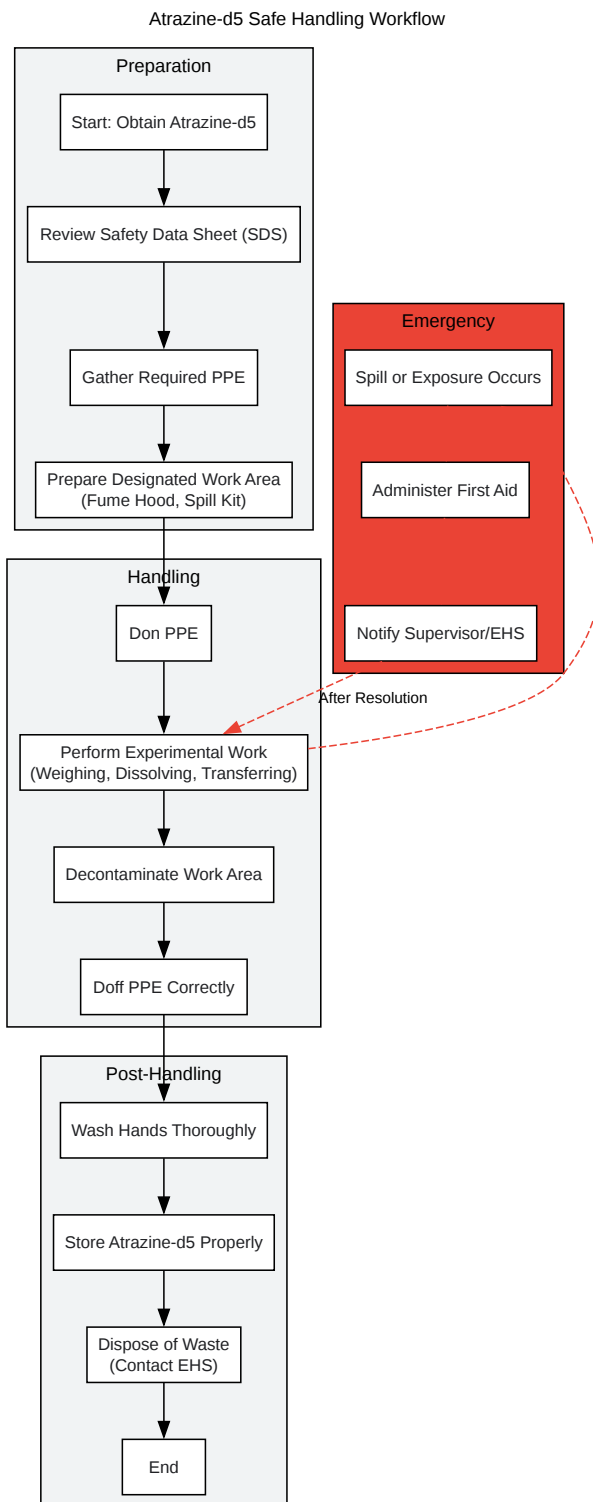 Atrazine-d5 Safe Handling Workflow
Preparation
Start: Obtain Atrazine-d5
Review Safety Data Sheet (SDS)
Gather Required PPE
Prepare Designated Work Area
(Fume Hood, Spill Kit)
Emergency
Spill or Exposure Occurs
Administer First Aid
Notify Supervisor/EHS
After Resolution
Handling
Don PPE
Perform Experimental Work
(Weighing, Dissolving, Transferring)
Decontaminate Work Area
Doff PPE Correctly
Post-Handling
Wash Hands Thoroughly
Store Atrazine-d5 Properly
Dispose of Waste
(Contact EHS)
End